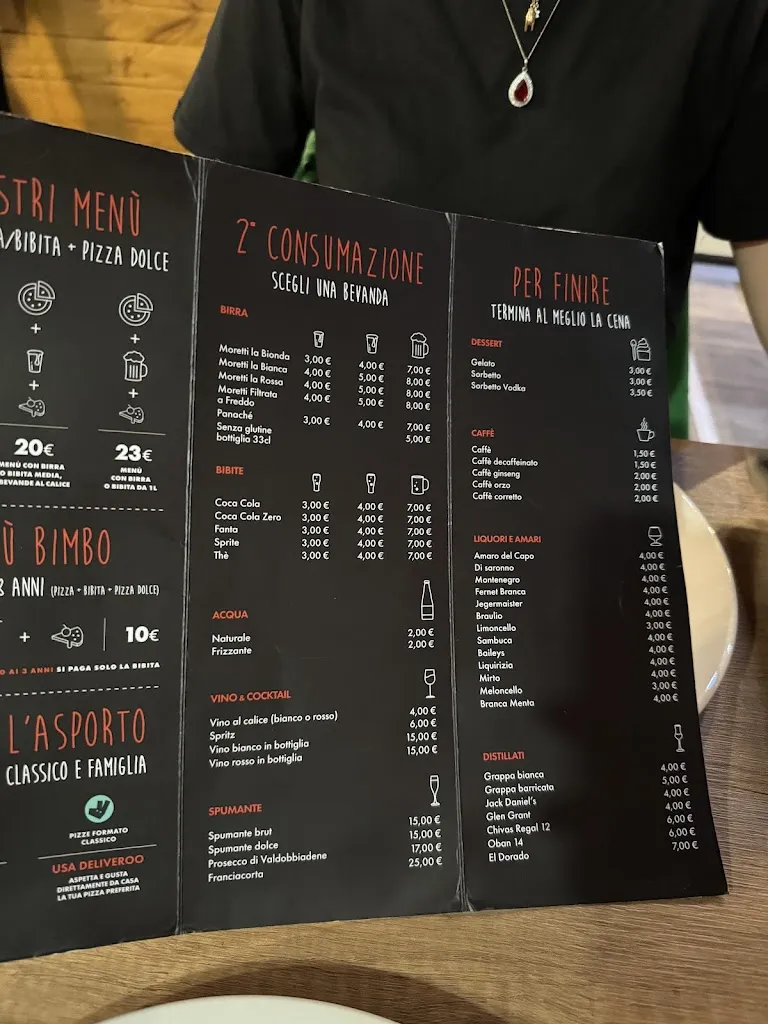 STRI MENÙ
A/BIBITA + PIZZA DOLCE
+ +
+ +
20€ 23€
MENÙ CON BIRRA
O BIBITA MEDIA,
BEVANDE AL CALICE
MENÙ
CON BIRRA
O BIBITA DA 1L
Ù BIMBO
8 ANNI (PIZZA + BIBITA + PIZZA DOLCE)
+ 10€
O AI 3 ANNI SI PAGA SOLO LA BIBITA
L'ASPORTO
CLASSICO E FAMIGLIA
PIZZE FORMATO
CLASSICO
USA DELIVEROO
ASPETTA E GUSTA
DIRETTAMENTE DA CASA
LA TUA PIZZA PREFERITA
2° CONSUMAZIONE
SCEGLI UNA BEVANDA
BIRRA
Moretti la Bionda 3,00 € 4,00 € 7,00 €
Moretti la Bianca 4,00 € 5,00 € 8,00 €
Moretti la Rossa 4,00 € 5,00 € 8,00 €
Moretti Filtrata
a Freddo 4,00 € 5,00 € 8,00 €
Panaché 3,00 € 4,00 € 7,00 €
Senza glutine
bottiglia 33cl 5,00 €
BIBITE
Coca Cola 3,00 € 4,00 € 7,00 €
Coca Cola Zero 3,00 € 4,00 € 7,00 €
Fanta 3,00 € 4,00 € 7,00 €
Sprite 3,00 € 4,00 € 7,00 €
Thè 3,00 € 4,00 € 7,00 €
ACQUA
Naturale 2,00 €
Frizzante 2,00 €
VINO & COCKTAIL
Vino al calice (bianco o rosso) 4,00 €
Spritz 6,00 €
Vino bianco in bottiglia 15,00 €
Vino rosso in bottiglia 15,00 €
SPUMANTE
Spumante brut 15,00 €
Spumante dolce 15,00 €
Prosecco di Valdobbiadene 17,00 €
Franciacorta 25,00 €
PER FINIRE
TERMINA AL MEGLIO LA CENA
DESSERT
Gelato 3,00 €
Sorbetto 3,00 €
Sorbetto Vodka 3,50 €
CAFFÈ
Caffè 1,50 €
Caffè decaffeinato 1,50 €
Caffè ginseng 2,00 €
Caffè orzo 2,00 €
Caffè corretto 2,00 €
LIQUORI E AMARI
Amaro del Capo 4,00 €
Di saronno 4,00 €
Montenegro 4,00 €
Fernet Branca 4,00 €
Jegermaister 4,00 €
Braulio 4,00 €
Limoncello 3,00 €
Sambuca 4,00 €
Baileys 4,00 €
Liquirizia 4,00 €
Mirto 4,00 €
Meloncello 3,00 €
Branca Menta 4,00 €
DISTILLATI
Grappa bianca 4,00 €
Grappa barricata 5,00 €
Jack Daniel's 4,00 €
Glen Grant 4,00 €
Chivas Regal 12 6,00 €
Oban 14 6,00 €
El Dorado 7,00 €